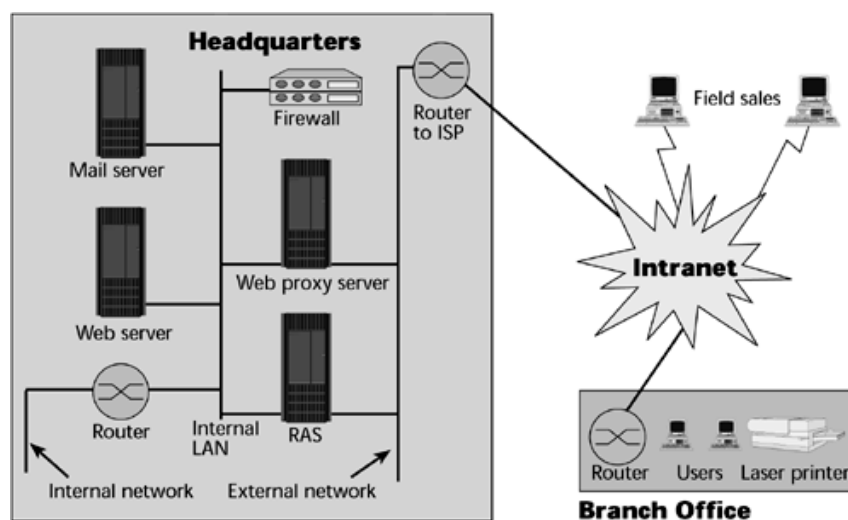 Headquarters
Firewall
Router
to ISP
Field sales
Mail server
Intranet
Web proxy server
Web server
Router
Internal
LAN
RAS
Internal network
External network
Router
Users
Laser printer
Branch Office